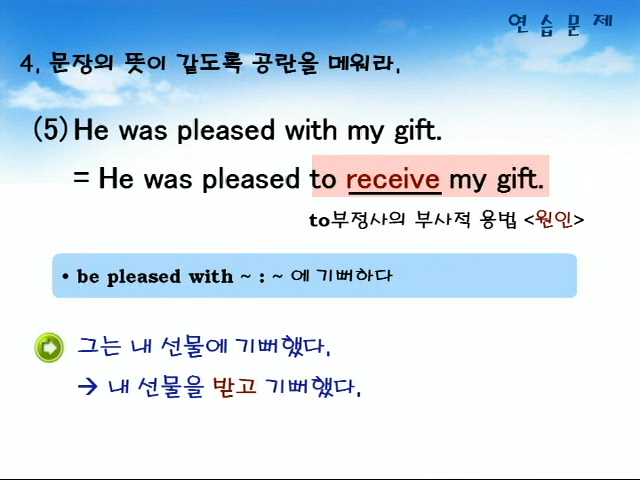 연 습 문 제
4. 문장의 뜻이 같도록 공란을 메워라.
(5) He was pleased with my gift.
= He was pleased to receive my gift.
to부정사의 부사적 용법 <원인>
• be pleased with ~ : ~ 에 기뻐하다
그는 내 선물에 기뻐했다.
→ 내 선물을 받고 기뻐했다.